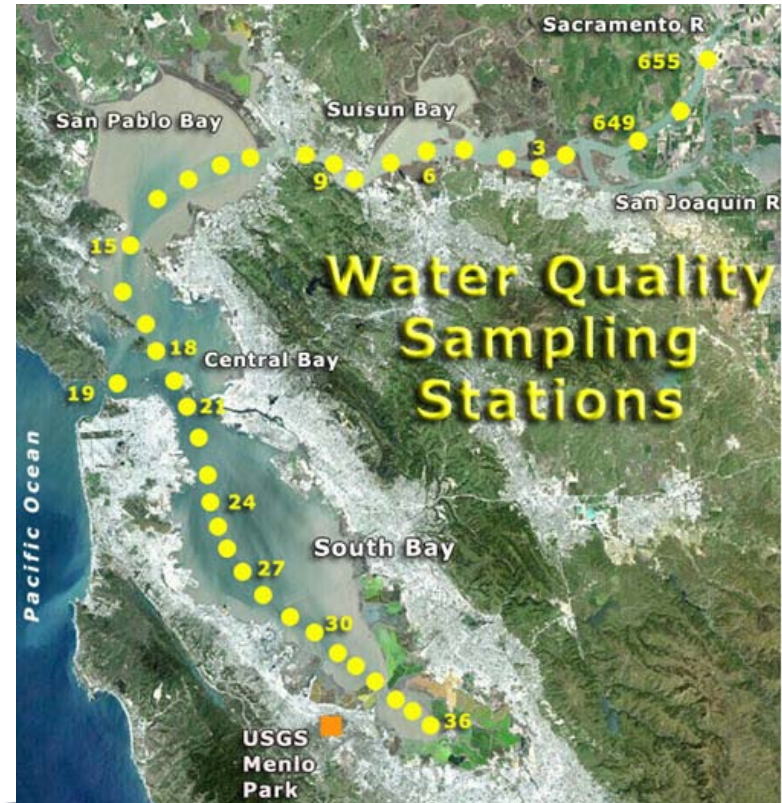 Sacramento R
655
Suisun Bay
San Pablo Bay
649
3
9
6
San Joaquin R
15
Water Quality
Sampling
Stations
18
Central Bay
19
21
Pacific Ocean
24
South Bay
27
30
36
USGS
Menlo
Park